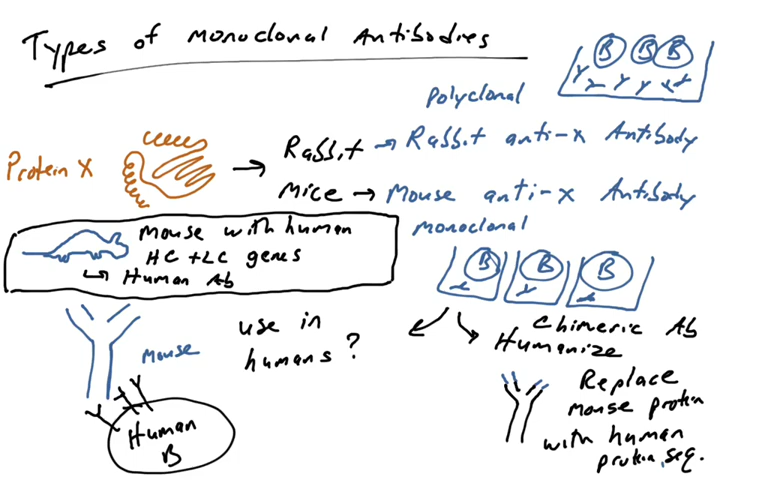 Types of Monoclonal Antibodies
B B B
Polyclonal
Protein X → Rabbit → Rabbit anti-x Antibody
Mice → Mouse anti-x Antibody
monoclonal
Mouse with human
HC + LC genes
↳ Human Ab
B B B
Mouse
use in
humans?
Human
B
Chimeric Ab
Humanize
Replace
mouse protein
with human
protein seq.